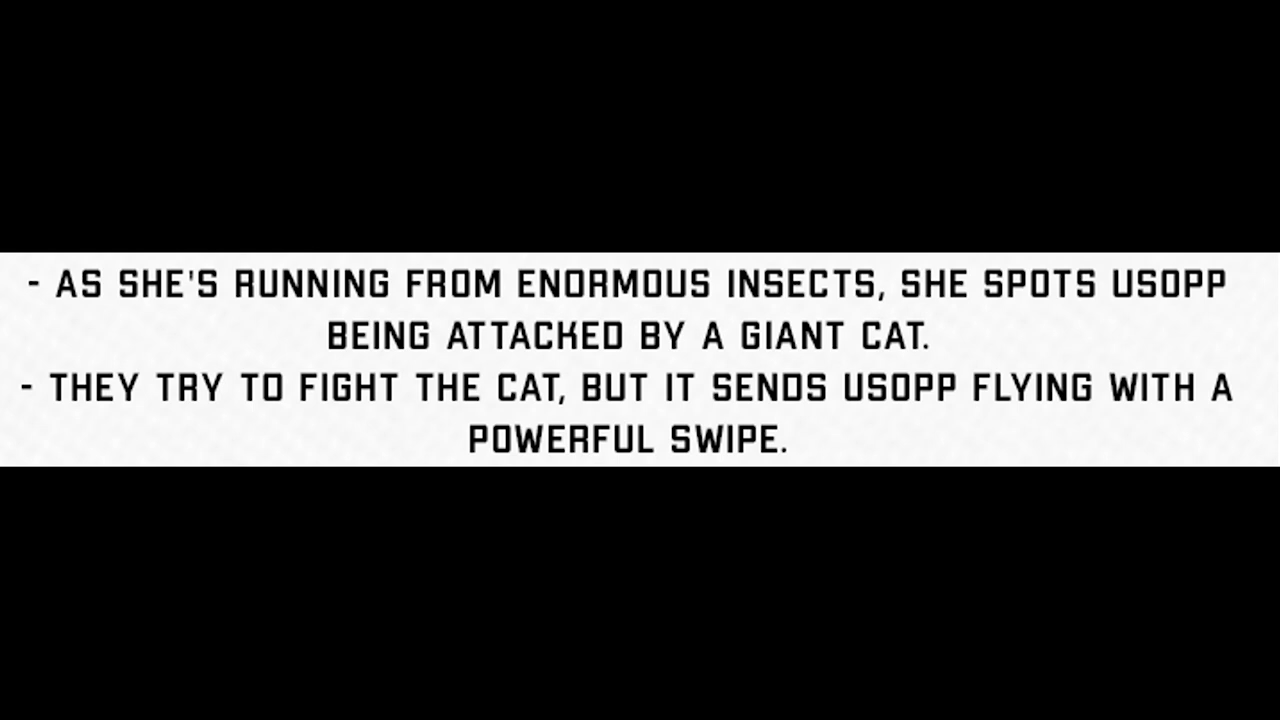 - AS SHE'S RUNNING FROM ENORMOUS INSECTS, SHE SPOTS USOPP
BEING ATTACKED BY A GIANT CAT.
- THEY TRY TO FIGHT THE CAT, BUT IT SENDS USOPP FLYING WITH A
POWERFUL SWIPE.